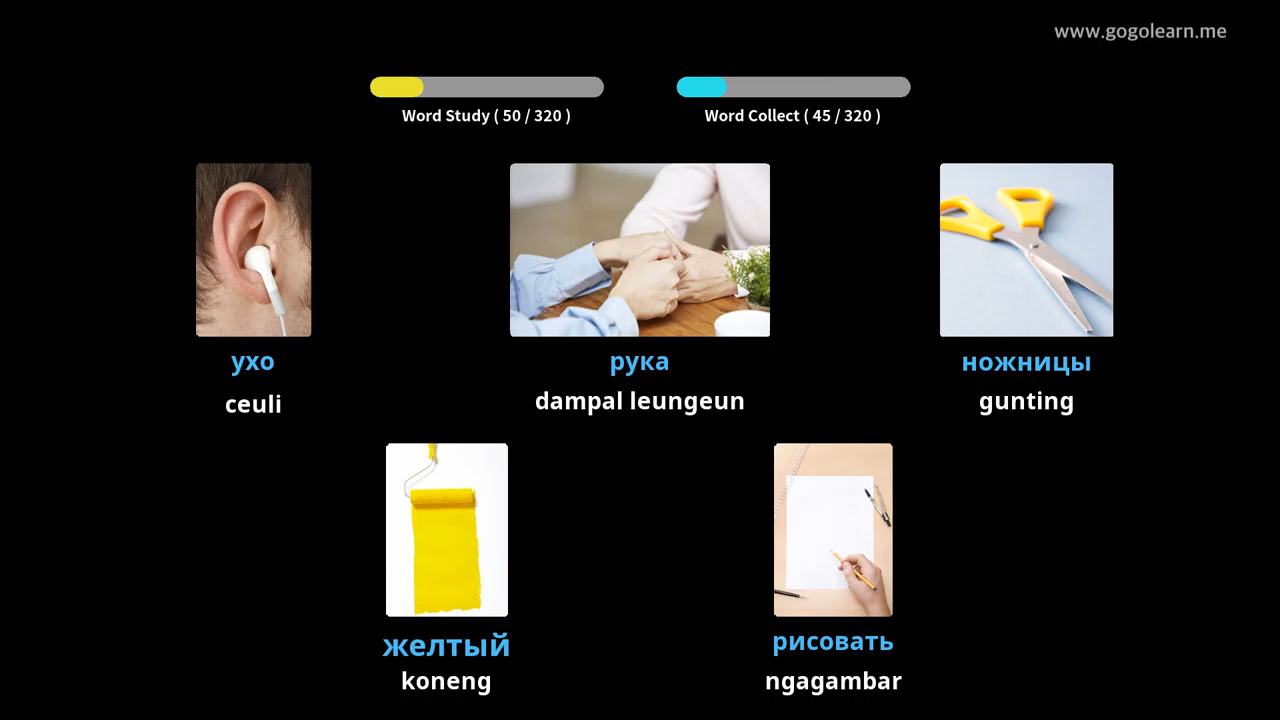 www.gogolearn.me
Word Study ( 50 / 320 )
Word Collect ( 45 / 320 )
ухо
рука
ножницы
ceuli
dampal leungeun
gunting
желтый
рисовать
koneng
ngagambar